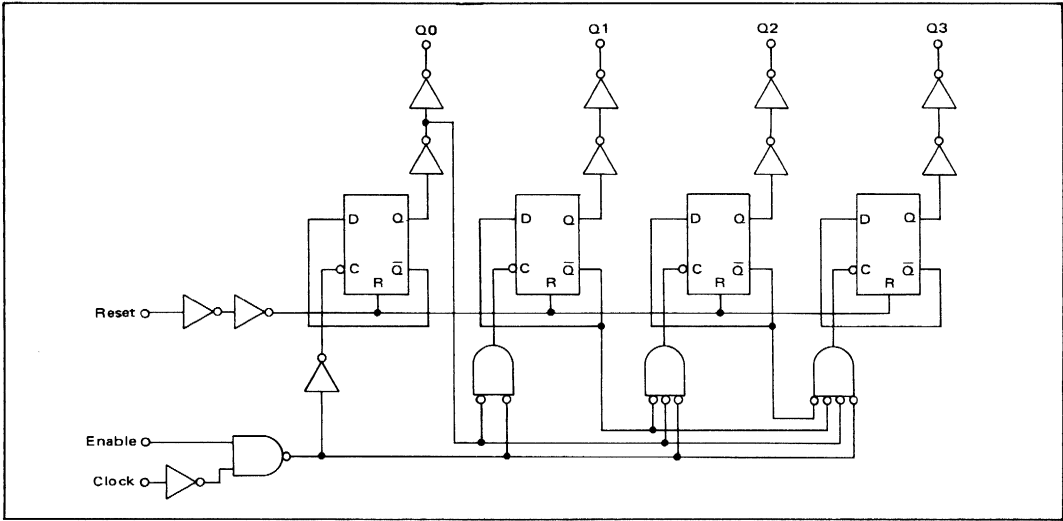 Q0 Q1 Q2 Q3
D Q D Q D Q D Q
C Q̅ C Q̅ C Q̅ C Q̅
R R R R
Reset
Enable
Clock